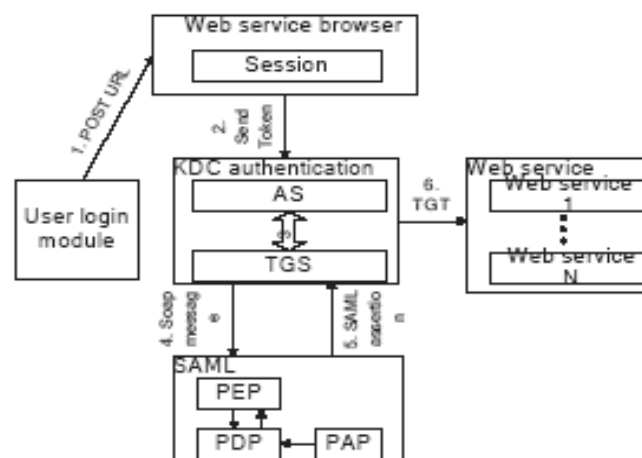 Web service browser
Session
1. POST URL
2.
Send
Token
KDC authentication
AS
3
TGS
User login
module
6.
TGT
Web service
Web service
1
Web service
N
4. Soap
messag
e
5. SAML
assertio
n
SAML
PEP
PDP
PAP